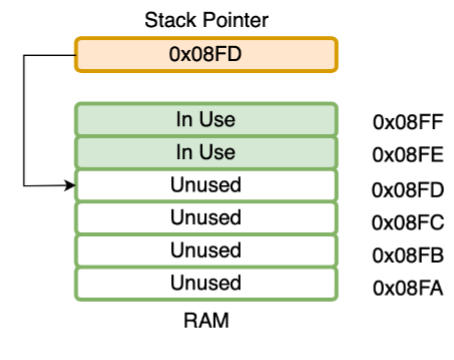 Stack Pointer
0x08FD
In Use 0x08FF
In Use 0x08FE
Unused 0x08FD
Unused 0x08FC
Unused 0x08FB
Unused 0x08FA
RAM